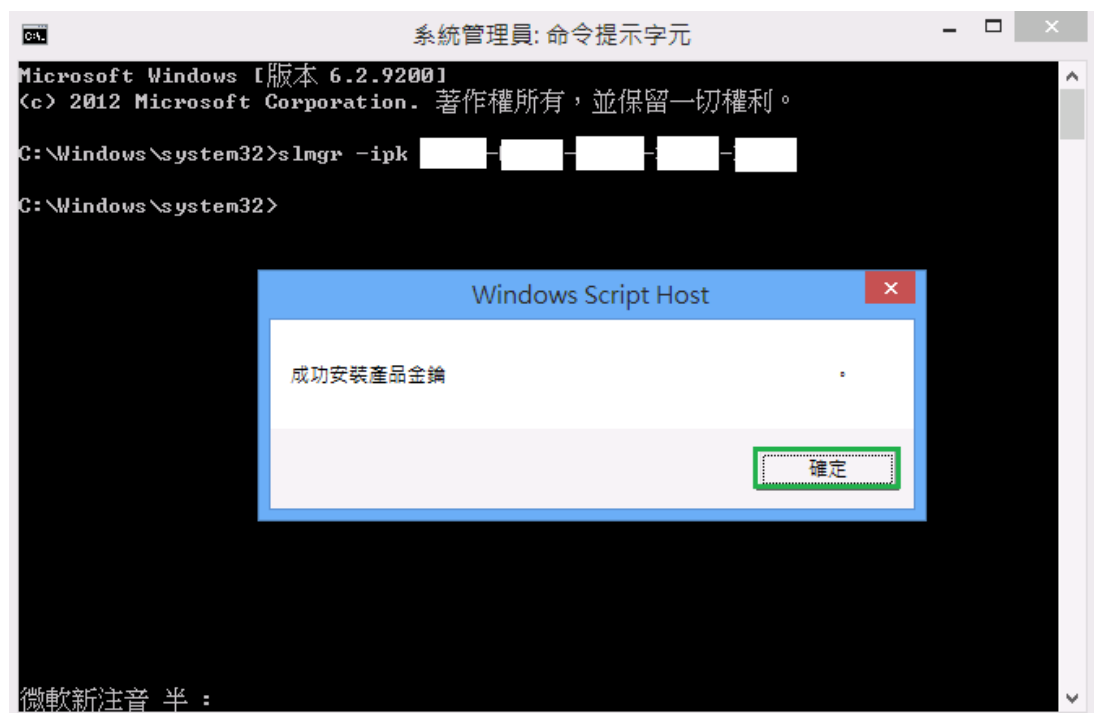 系統管理員: 命令提示字元
Microsoft Windows [版本 6.2.9200]
(c) 2012 Microsoft Corporation. 著作權所有，並保留一切權利。
C:\Windows\system32>slmgr -ipk - - - -
C:\Windows\system32>
Windows Script Host
成功安裝產品金鑰 。
確定
微軟新注音 半 :